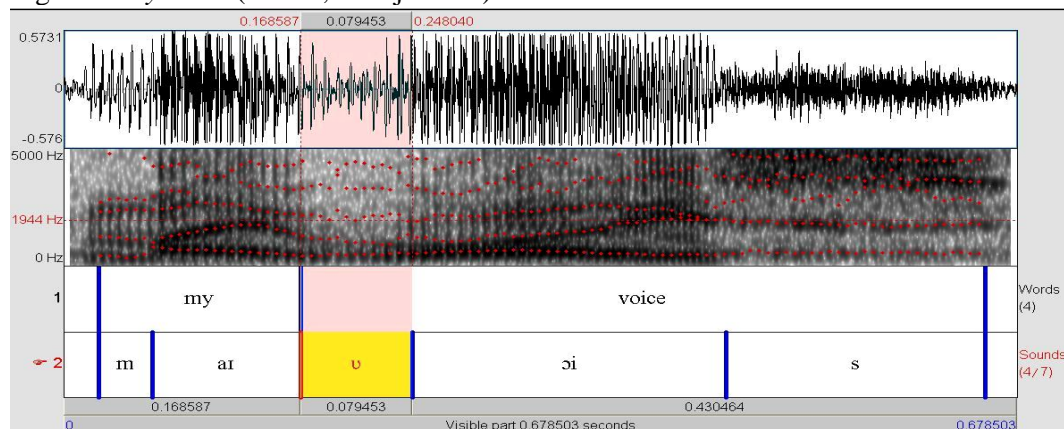 0.168587 0.079453 0.248040
0.5731
0
-0.576
5000 Hz
1944 Hz
0 Hz
1 my voice Words
(4)
2 m aɪ ʋ ɔi s Sounds
(4/7)
0.168587 0.079453 0.430464
0 Visible part 0.678503 seconds 0.678503